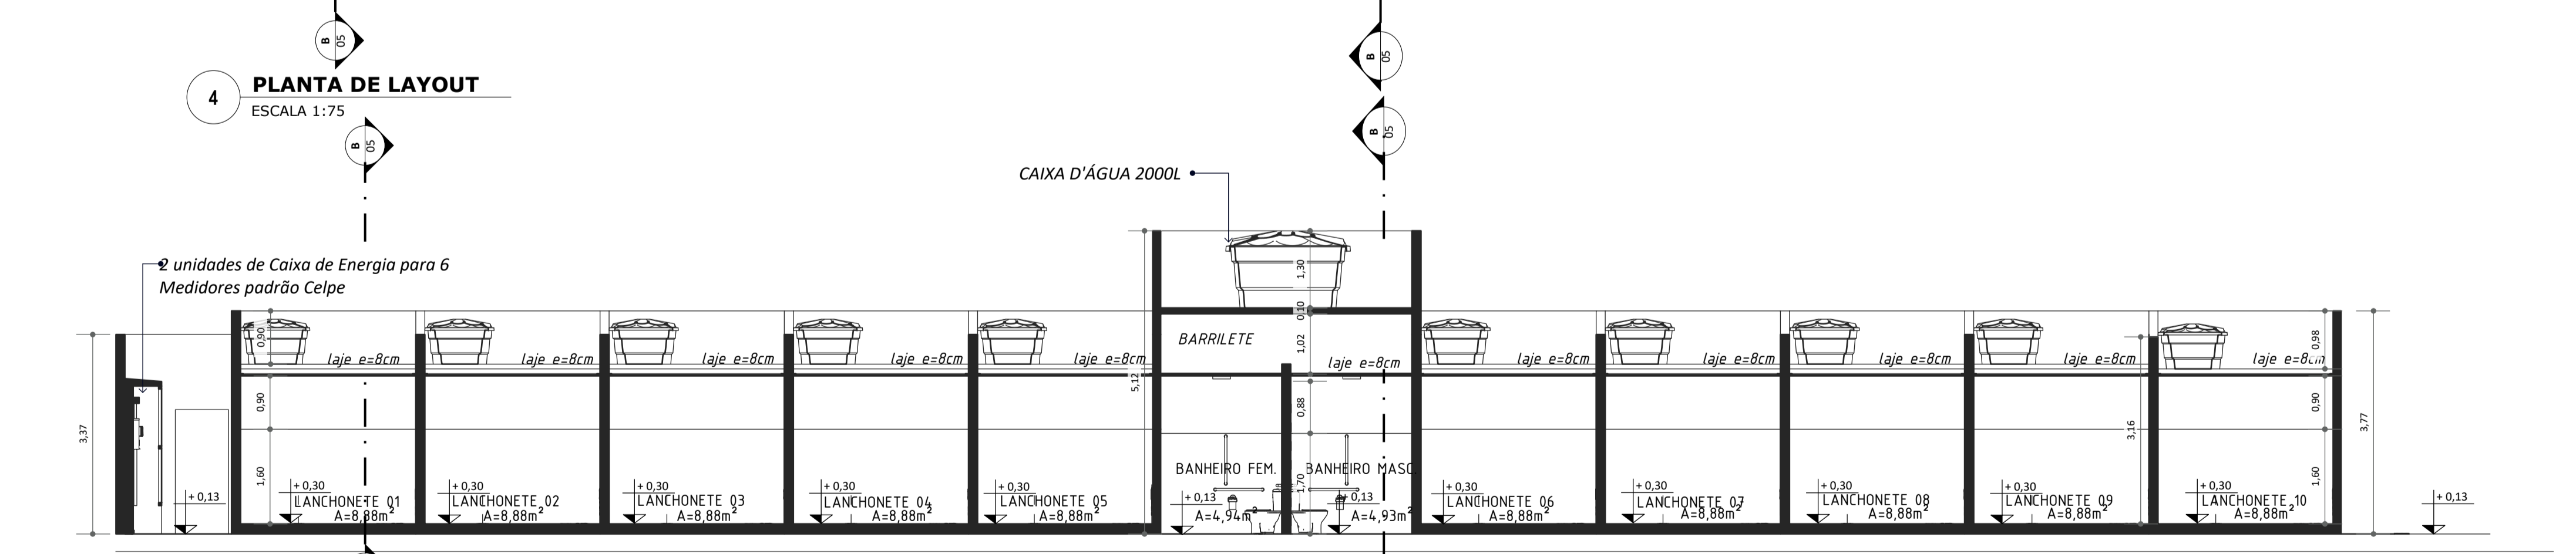 B
05
B
05
4
PLANTA DE LAYOUT
ESCALA 1:75
B
05
B
05
CAIXA D'ÁGUA 2000L
2 unidades de Caixa de Energia para 6
Medidores padrão Celpe
1,30
0,10
BARRILETE
1,02
0,90
laje e=8cm
laje e=8cm
laje e=8cm
laje e=8cm
laje e=8cm
laje e=8cm
laje e=8cm
laje e=8cm
laje e=8cm
laje e=8cm
laje e=8cm
0,98
5,12
0,90
0,88
0,90
3,37
3,16
3,77
1,60
1,70
1,60
+ 0,13
+ 0,30
LANCHONETE 01
A=8,88m²
+ 0,30
LANCHONETE 02
A=8,88m²
+ 0,30
LANCHONETE 03
A=8,88m²
+ 0,30
LANCHONETE 04
A=8,88m²
+ 0,30
LANCHONETE 05
A=8,88m²
BANHEIRO FEM.
+ 0,13
A=4,94m²
BANHEIRO MASC.
+ 0,13
A=4,93m²
+ 0,30
LANCHONETE 06
A=8,88m²
+ 0,30
LANCHONETE 07
A=8,88m²
+ 0,30
LANCHONETE 08
A=8,88m²
+ 0,30
LANCHONETE 09
A=8,88m²
+ 0,30
LANCHONETE 10
A=8,88m²
+ 0,13